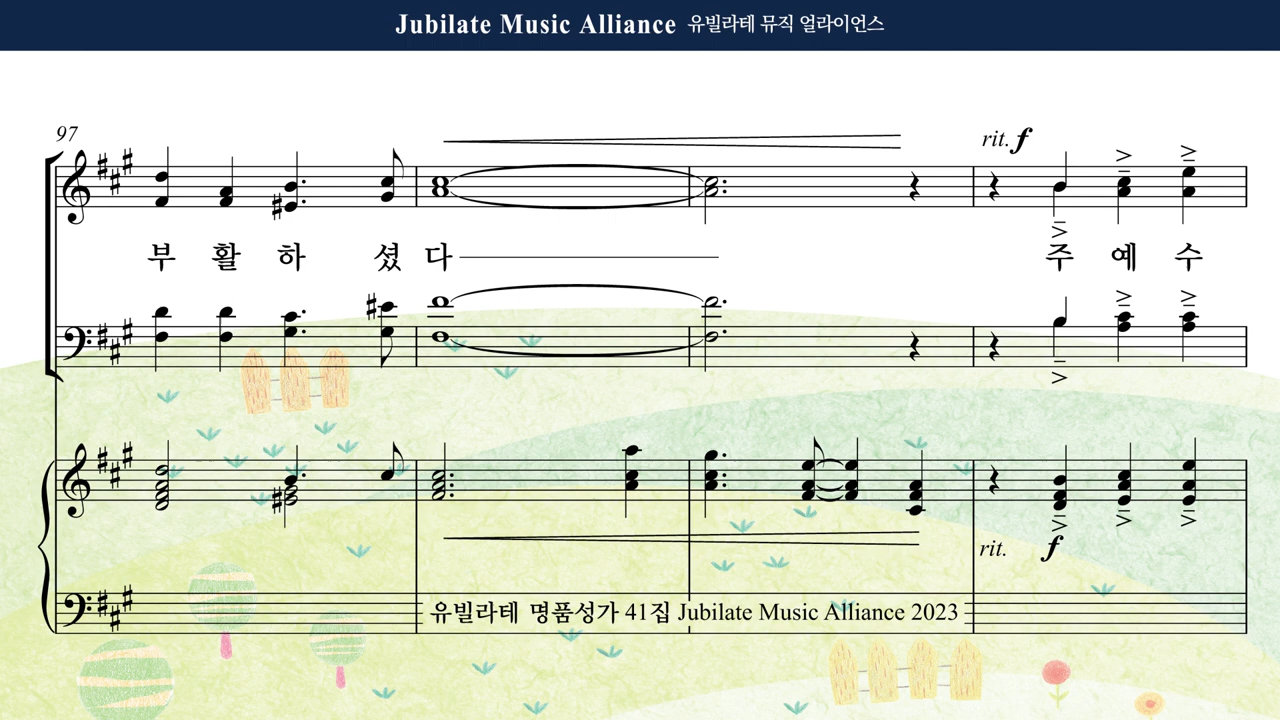 Jubilate Music Alliance 유빌라테 뮤직 얼라이언스
97
rit. f
부 활 하 셨 다 주 예 수
rit. f
유빌라테 명품성가 41집 Jubilate Music Alliance 2023